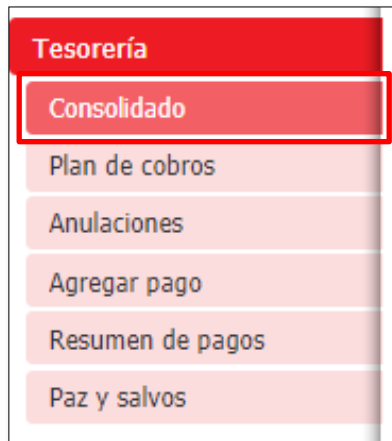 Tesorería
Consolidado
Plan de cobros
Anulaciones
Agregar pago
Resumen de pagos
Paz y salvos